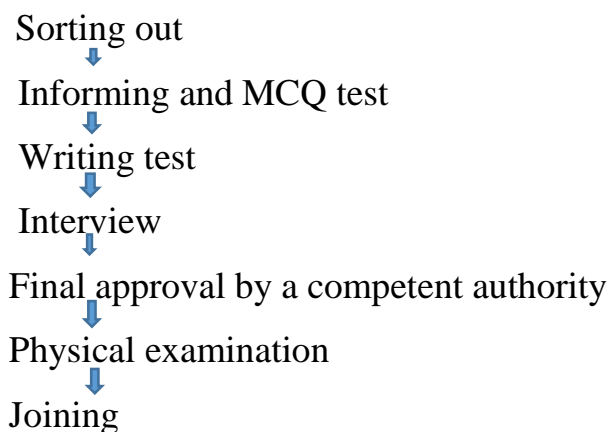 Sorting out
Informing and MCQ test
Writing test
Interview
Final approval by a competent authority
Physical examination
Joining